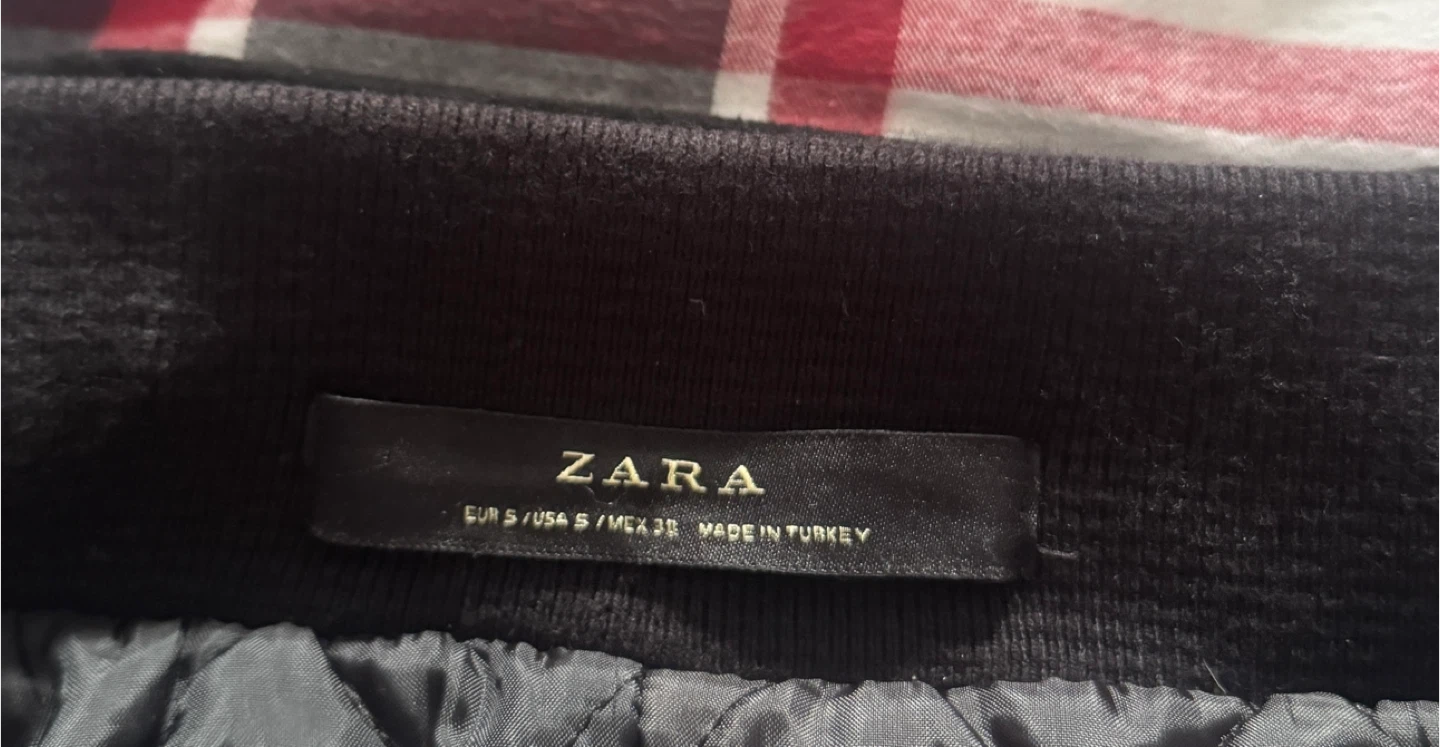 ZARA
EUR S / USA S / MEX 38 MADE IN TURKEY